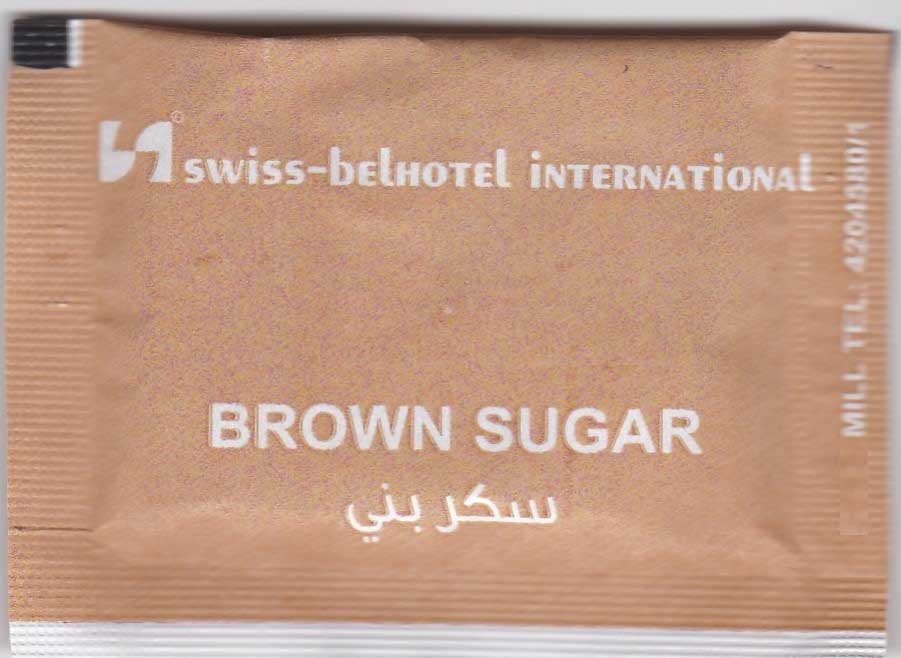 swiss-belHOTEL INTERNATIONAL
BROWN SUGAR
سكر بني
MILL TEL: 4204580/1